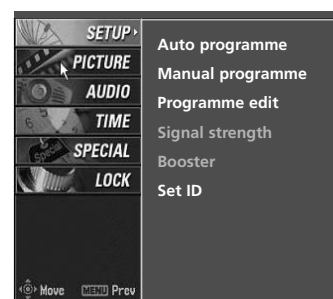 SETUP
PICTURE
AUDIO
TIME
SPECIAL
LOCK
Move MENU Prev
Auto programme
Manual programme
Programme edit
Signal strength
Booster
Set ID